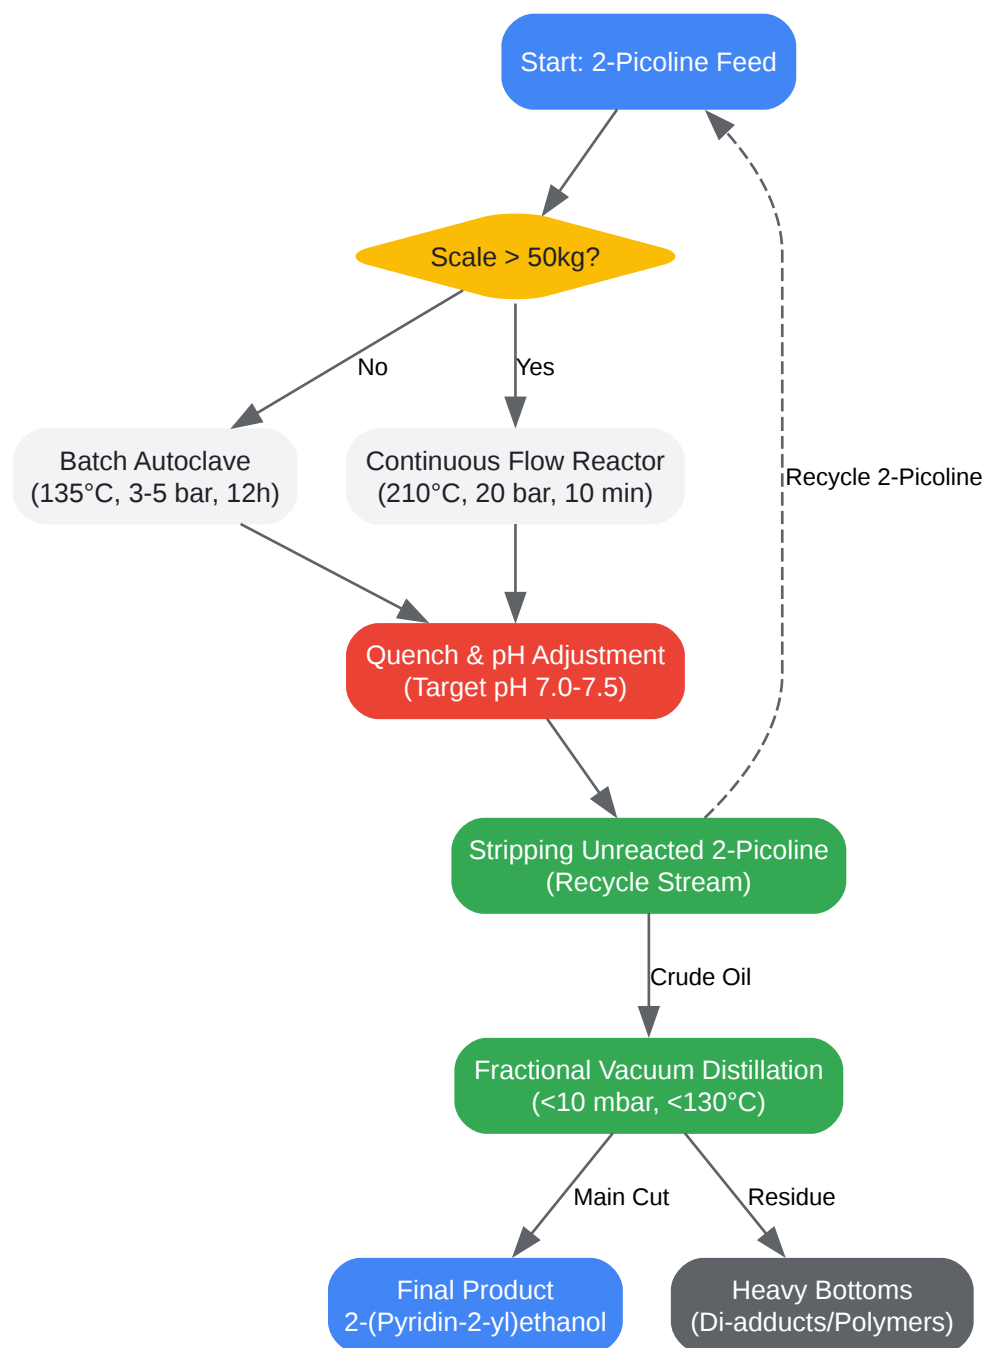 Start: 2-Picoline Feed
Scale > 50kg?
No
Yes
Batch Autoclave
(135°C, 3-5 bar, 12h)
Continuous Flow Reactor
(210°C, 20 bar, 10 min)
Recycle 2-Picoline
Quench & pH Adjustment
(Target pH 7.0-7.5)
Stripping Unreacted 2-Picoline
(Recycle Stream)
Crude Oil
Fractional Vacuum Distillation
(<10 mbar, <130°C)
Main Cut
Residue
Final Product
2-(Pyridin-2-yl)ethanol
Heavy Bottoms
(Di-adducts/Polymers)